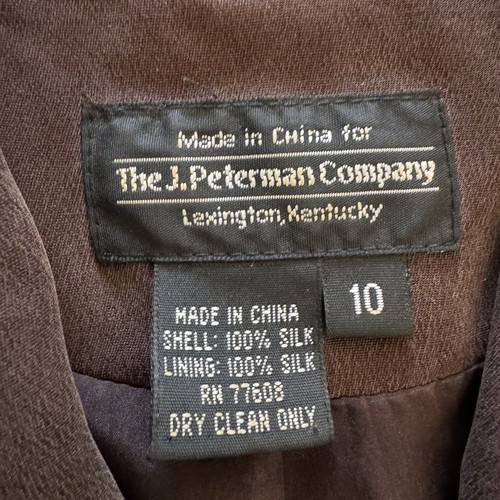 Made in China for
The J. Peterman Company
Lexington, Kentucky
10
MADE IN CHINA
SHELL: 100% SILK
LINING: 100% SILK
RN 77608
DRY CLEAN ONLY